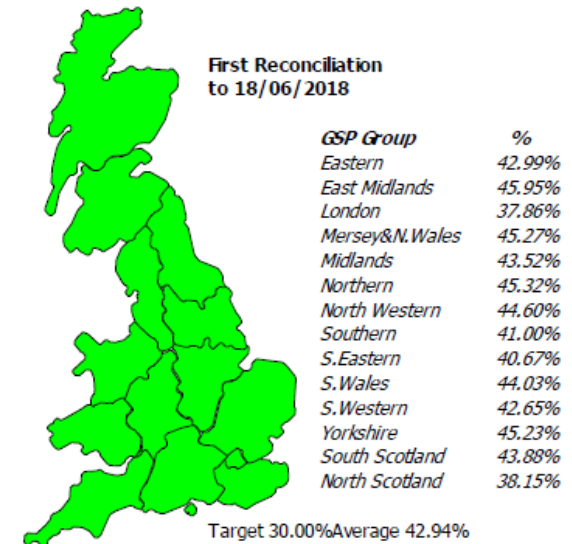 First Reconciliation
to 18/06/2018
GSP Group %
Eastern 42.99%
East Midlands 45.95%
London 37.86%
Mersey&N.Wales 45.27%
Midlands 43.52%
Northern 45.32%
North Western 44.60%
Southern 41.00%
S.Eastern 40.67%
S.Wales 44.03%
S.Western 42.65%
Yorkshire 45.23%
South Scotland 43.88%
North Scotland 38.15%
Target 30.00%Average 42.94%